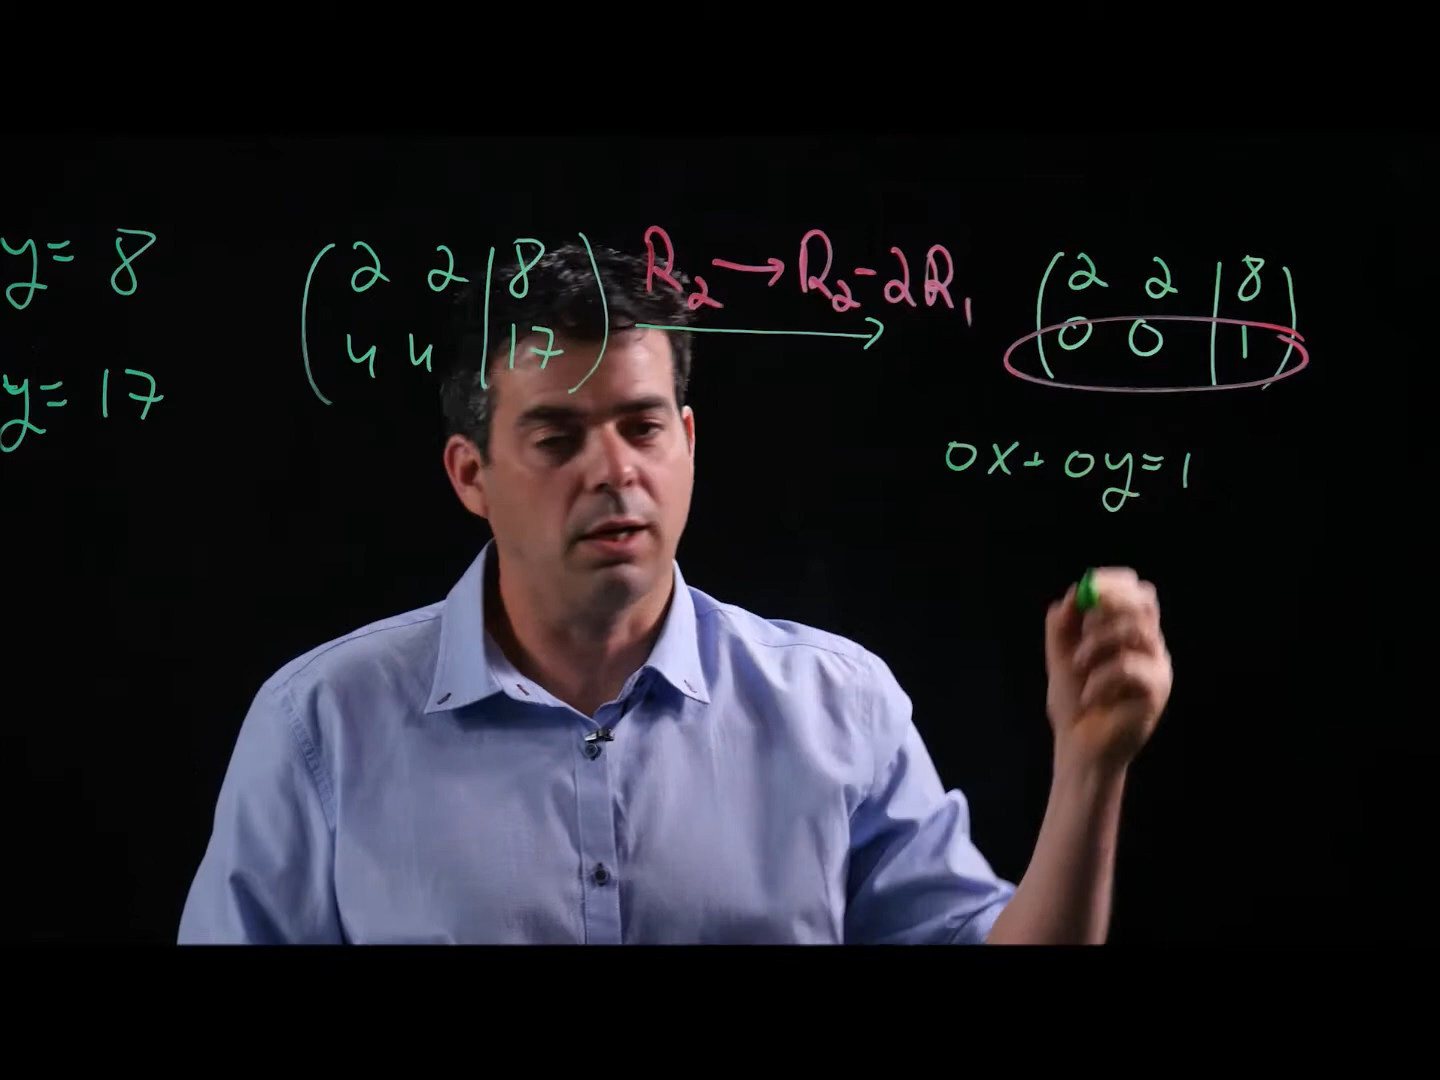 y= 8
y= 17
2 2 | 8
4 4 | 17
R₂ → R₂-2R₁
2 2 | 8
0 0 | 1
0x+0y=1